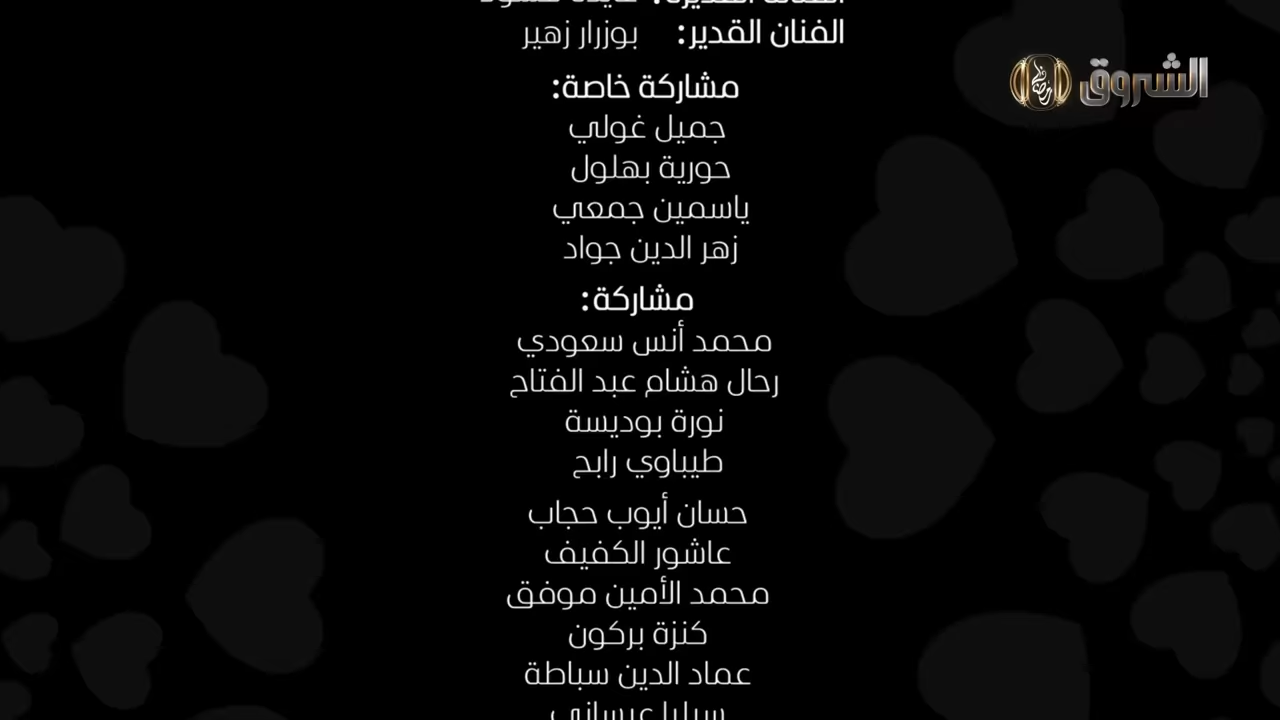 الفنان القدير: بوزرار زهير
الشروق
مشاركة خاصة:
جميل غولي
حورية بهلول
ياسمين جمعي
زهر الدين جواد
مشاركة:
محمد أنس سعودي
رحال هشام عبد الفتاح
نورة بوديسة
طيباوي رابح
حسان أيوب حجاب
عاشور الكفيف
محمد الأمين موفق
كنزة بركون
عماد الدين سباطة